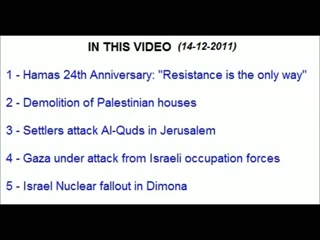 IN THIS VIDEO (14-12-2011)
1 - Hamas 24th Anniversary: "Resistance is the only way"
2 - Demolition of Palestinian houses
3 - Settlers attack Al-Quds in Jerusalem
4 - Gaza under attack from Israeli occupation forces
5 - Israel Nuclear fallout in Dimona